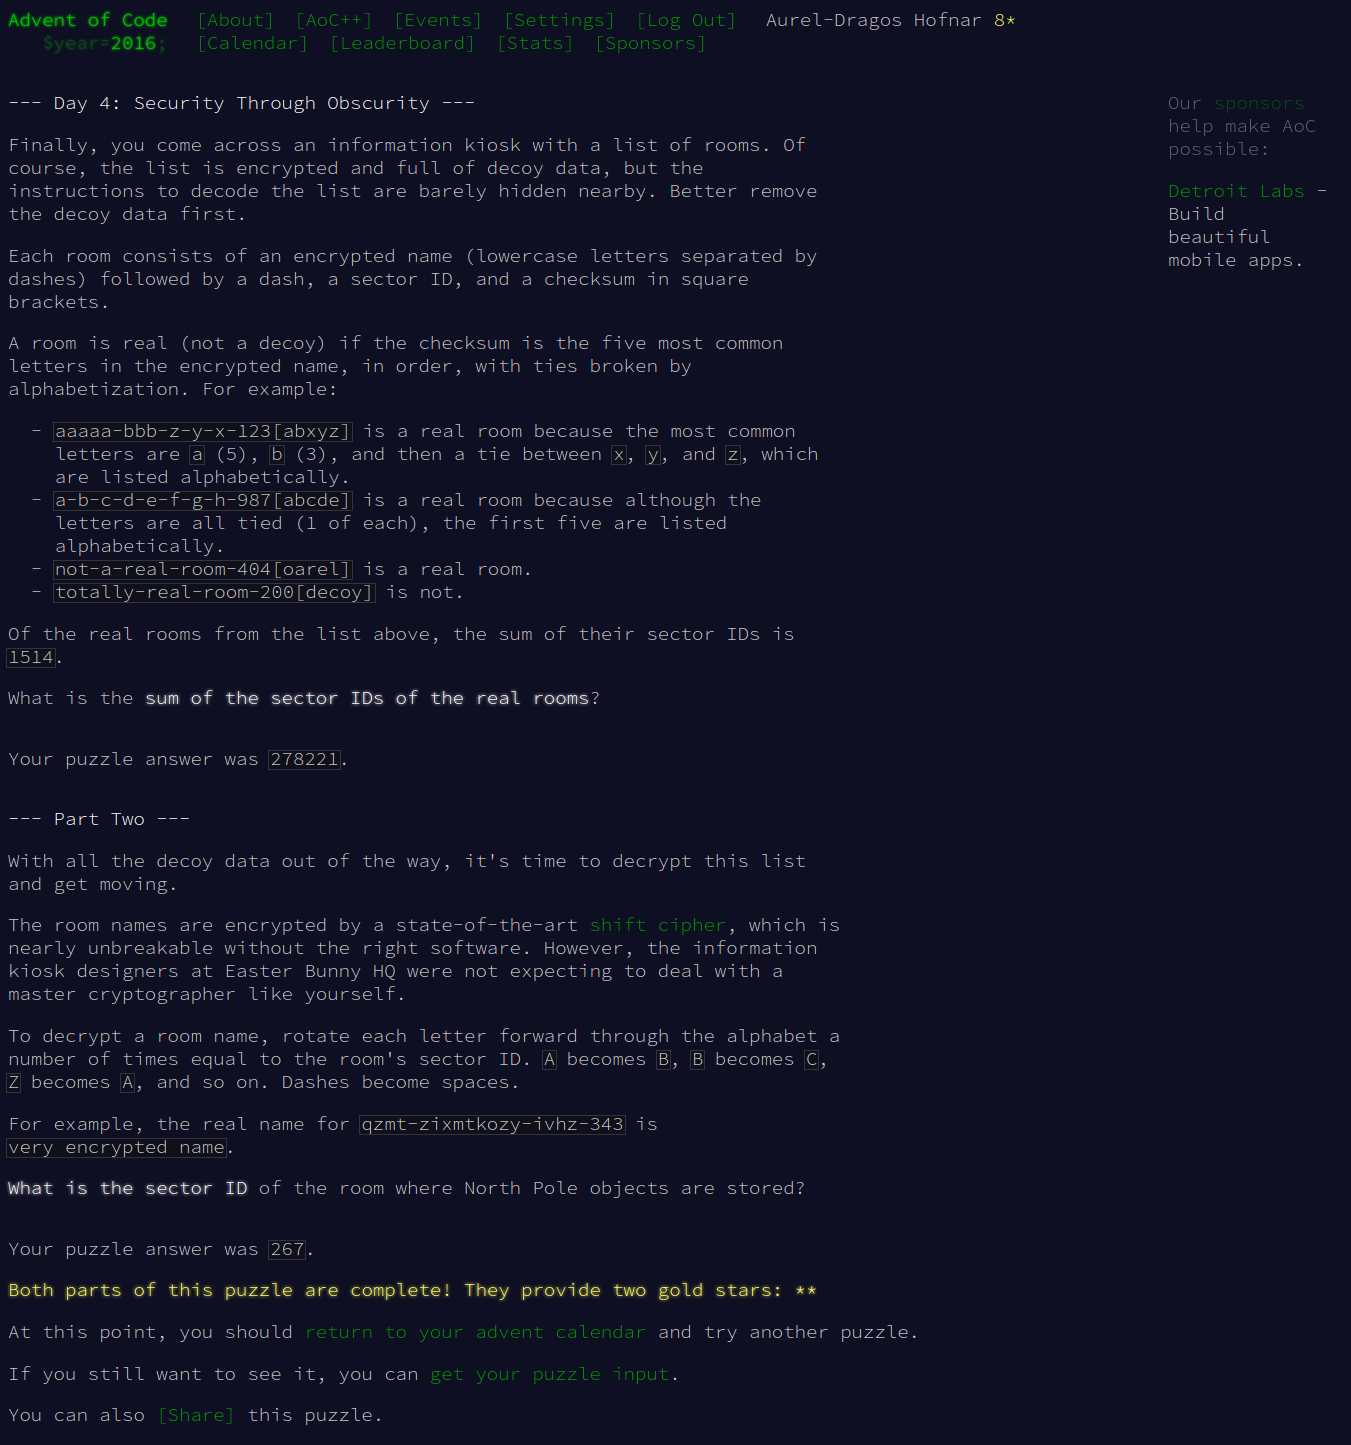 Advent of Code [About] [AoC++] [Events] [Settings] [Log Out] Aurel-Dragos Hofnar 8*
$year=2016; [Calendar] [Leaderboard] [Stats] [Sponsors]
--- Day 4: Security Through Obscurity ---
Finally, you come across an information kiosk with a list of rooms. Of
course, the list is encrypted and full of decoy data, but the
instructions to decode the list are barely hidden nearby. Better remove
the decoy data first.
Each room consists of an encrypted name (lowercase letters separated by
dashes) followed by a dash, a sector ID, and a checksum in square
brackets.
A room is real (not a decoy) if the checksum is the five most common
letters in the encrypted name, in order, with ties broken by
alphabetization. For example:
- aaaaa-bbb-z-y-x-123[abxyz] is a real room because the most common
letters are a (5), b (3), and then a tie between x, y, and z, which
are listed alphabetically.
- a-b-c-d-e-f-g-h-987[abcde] is a real room because although the
letters are all tied (1 of each), the first five are listed
alphabetically.
- not-a-real-room-404[oarel] is a real room.
- totally-real-room-200[decoy] is not.
Of the real rooms from the list above, the sum of their sector IDs is
1514.
What is the sum of the sector IDs of the real rooms?
Your puzzle answer was 278221.
--- Part Two ---
With all the decoy data out of the way, it's time to decrypt this list
and get moving.
The room names are encrypted by a state-of-the-art shift cipher, which is
nearly unbreakable without the right software. However, the information
kiosk designers at Easter Bunny HQ were not expecting to deal with a
master cryptographer like yourself.
To decrypt a room name, rotate each letter forward through the alphabet a
number of times equal to the room's sector ID. A becomes B, B becomes C,
Z becomes A, and so on. Dashes become spaces.
For example, the real name for qzmt-zixmtkozy-ivhz-343 is
very encrypted name.
What is the sector ID of the room where North Pole objects are stored?
Your puzzle answer was 267.
Both parts of this puzzle are complete! They provide two gold stars: **
At this point, you should return to your advent calendar and try another puzzle.
If you still want to see it, you can get your puzzle input.
You can also [Share] this puzzle.
Our sponsors
help make AoC
possible:
Detroit Labs -
Build
beautiful
mobile apps.